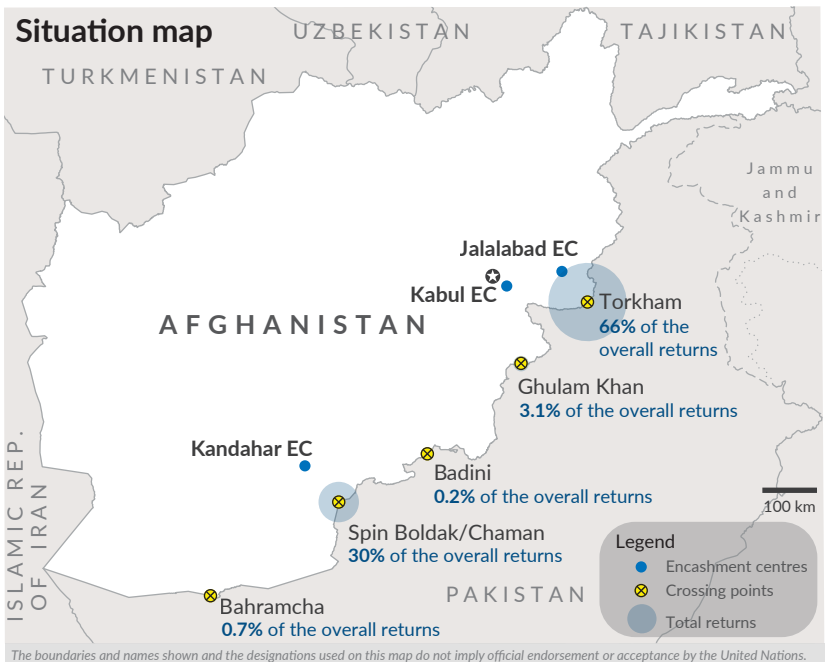 Situation map
UZBEKISTAN
TAJIKISTAN
TURKMENISTAN
Jammu
and
Kashmir
Jalalabad EC
Kabul EC
Torkham
66% of the
overall returns
AFGHANISTAN
Ghulam Khan
3.1% of the overall returns
Kandahar EC
Badini
0.2% of the overall returns
ISLAMIC REP.
OF IRAN
100 km
Spin Boldak/Chaman
30% of the overall returns
Legend
Encashment centres
Crossing points
Total returns
PAKISTAN
Bahramcha
0.7% of the overall returns
The boundaries and names shown and the designations used on this map do not imply official endorsement or acceptance by the United Nations.